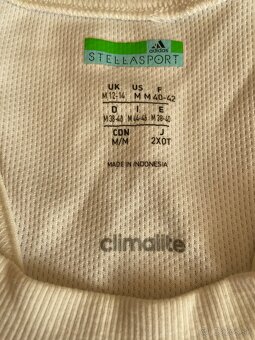 adidas
STELLASPORT
UK US F
M 12-14 M M 40-42
D I E
M 38-40 M 44-46 M 38-40
CDN J
M/M 2XOT
MADE IN INDONESIA
climalite